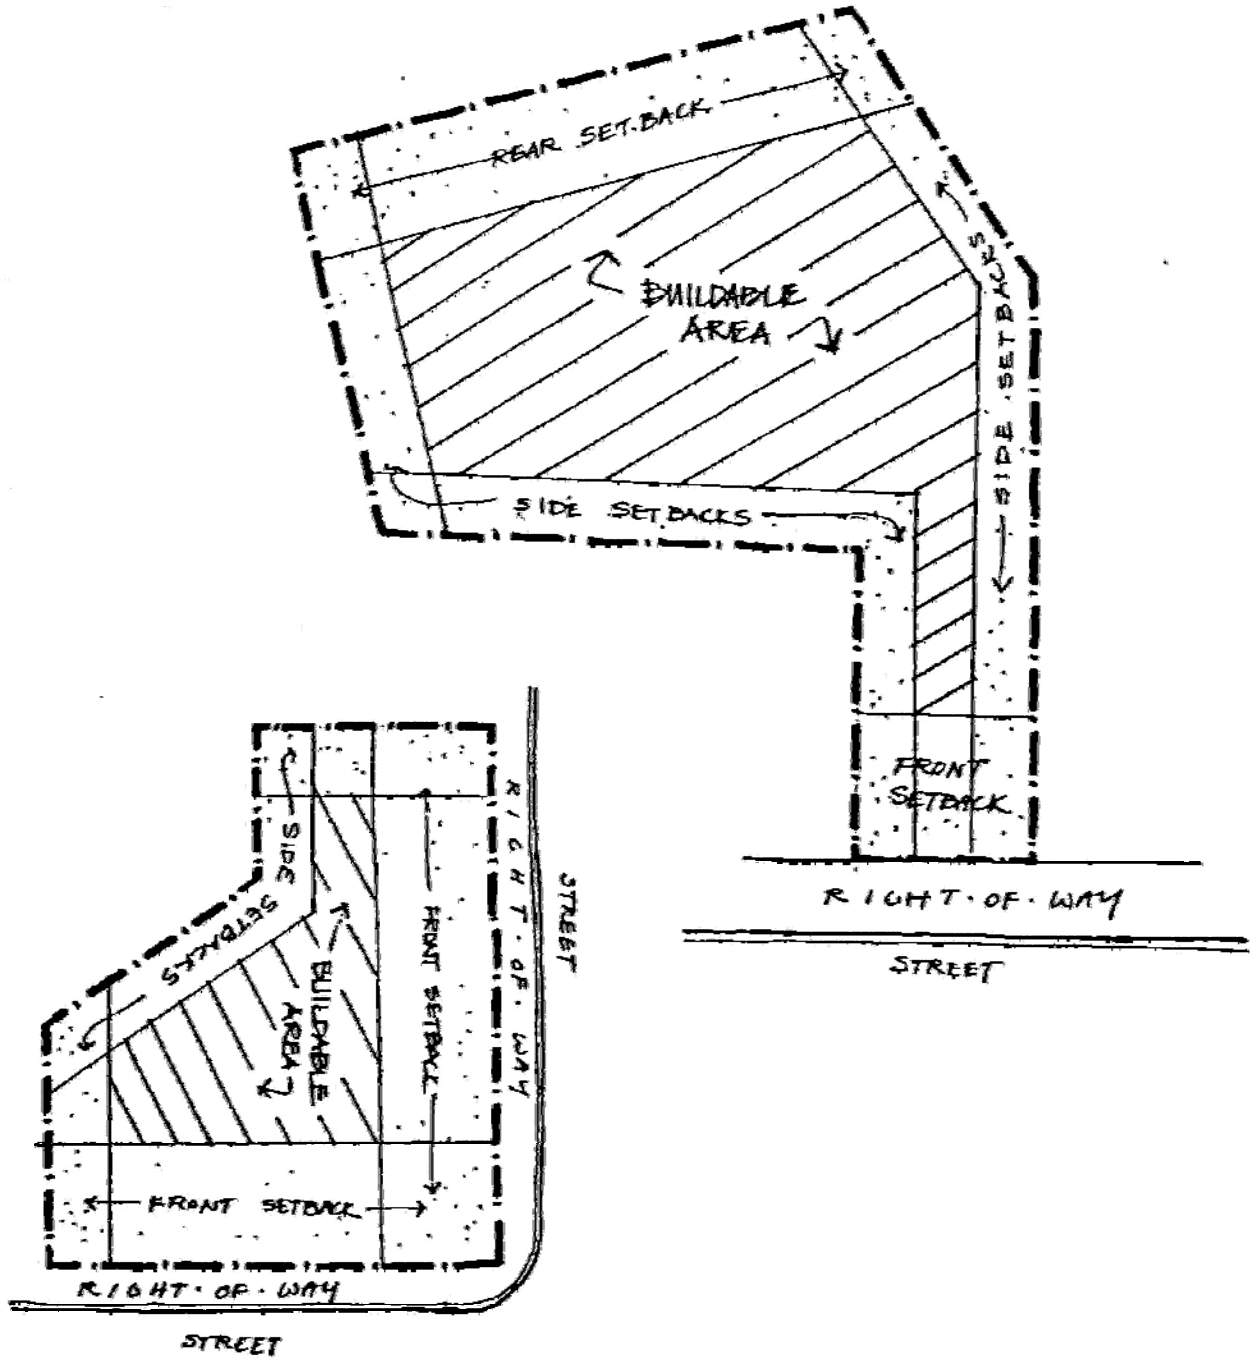 REAR SET.BACK
BUILDABLE
AREA
SIDE SETBACKS
SIDE SETBACKS
FRONT
SETBACK
RIGHT.OF.WAY
STREET
SIDE SETBACKS
BUILDABLE
AREA
FRONT SETBACK
RIGHT.OF.WAY
STREET
FRONT SETBACK
RIGHT.OF.WAY
STREET